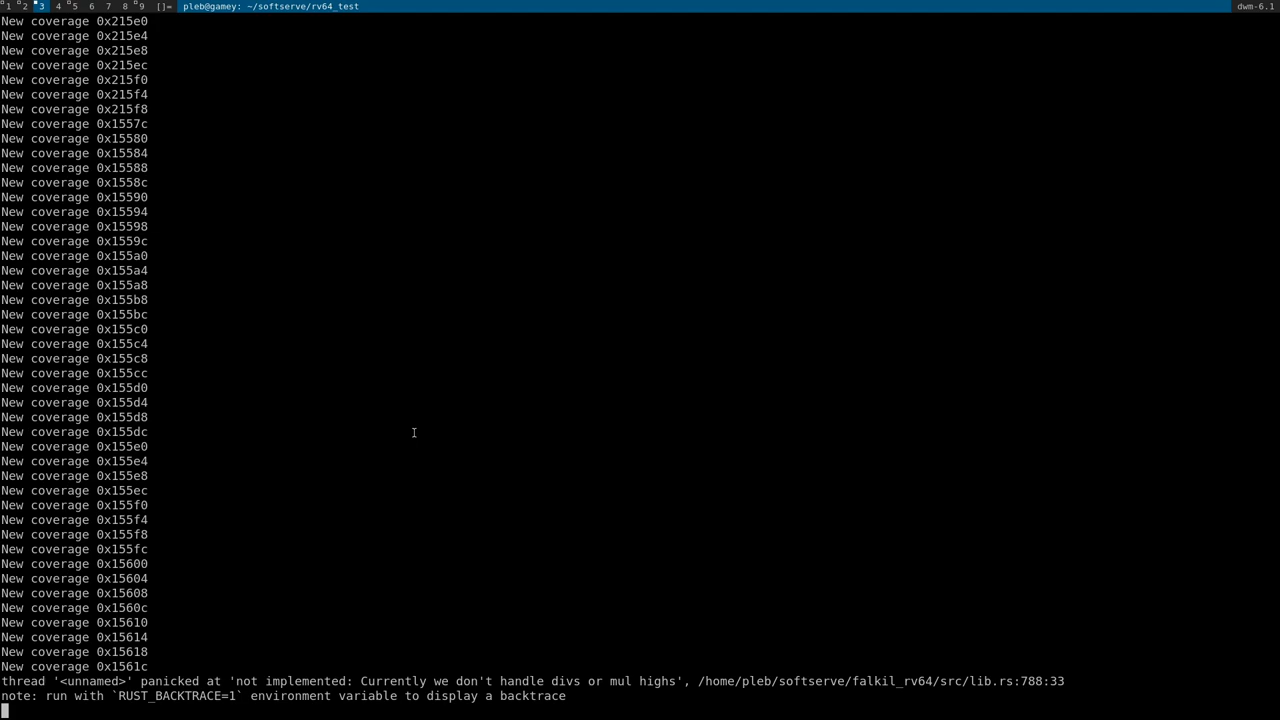 1 2 3 4 5 6 7 8 9 []= pleb@gamey: ~/softserve/rv64_test dwm-6.1
New coverage 0x215e0
New coverage 0x215e4
New coverage 0x215e8
New coverage 0x215ec
New coverage 0x215f0
New coverage 0x215f4
New coverage 0x215f8
New coverage 0x1557c
New coverage 0x15580
New coverage 0x15584
New coverage 0x15588
New coverage 0x1558c
New coverage 0x15590
New coverage 0x15594
New coverage 0x15598
New coverage 0x1559c
New coverage 0x155a0
New coverage 0x155a4
New coverage 0x155a8
New coverage 0x155b8
New coverage 0x155bc
New coverage 0x155c0
New coverage 0x155c4
New coverage 0x155c8
New coverage 0x155cc
New coverage 0x155d0
New coverage 0x155d4
New coverage 0x155d8
New coverage 0x155dc
New coverage 0x155e0
New coverage 0x155e4
New coverage 0x155e8
New coverage 0x155ec
New coverage 0x155f0
New coverage 0x155f4
New coverage 0x155f8
New coverage 0x155fc
New coverage 0x15600
New coverage 0x15604
New coverage 0x15608
New coverage 0x1560c
New coverage 0x15610
New coverage 0x15614
New coverage 0x15618
New coverage 0x1561c
thread '<unnamed>' panicked at 'not implemented: Currently we don't handle divs or mul highs', /home/pleb/softserve/falkil_rv64/src/lib.rs:788:33
note: run with `RUST_BACKTRACE=1` environment variable to display a backtrace